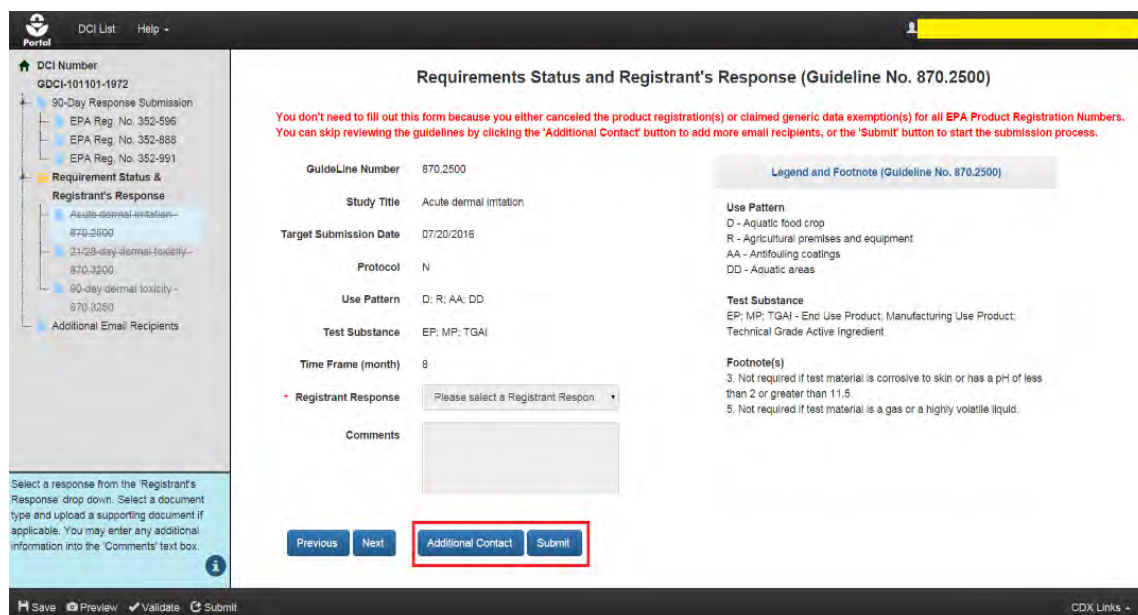 DCI List Help
Portal
DCI Number
GDCI-101101-1972
90-Day Response Submission
EPA Reg. No. 352-596
EPA Reg. No. 352-888
EPA Reg. No. 352-991
Requirement Status &
Registrant's Response
Acute dermal irritation -
870.2500
21/28-day dermal toxicity -
870.3200
90-day dermal toxicity -
870.3250
Additional Email Recipients
Select a response from the 'Registrant's
Response' drop down. Select a document
type and upload a supporting document if
applicable. You may enter any additional
information into the 'Comments' text box.
Requirements Status and Registrant's Response (Guideline No. 870.2500)
You don't need to fill out this form because you either canceled the product registration(s) or claimed generic data exemption(s) for all EPA Product Registration Numbers.
You can skip reviewing the guidelines by clicking the 'Additional Contact' button to add more email recipients, or the 'Submit' button to start the submission process.
GuideLine Number 870.2500
Study Title Acute dermal irritation
Target Submission Date 07/20/2016
Protocol N
Use Pattern D; R; AA; DD
Test Substance EP; MP; TGAI
Time Frame (month) 8
* Registrant Response Please select a Registrant Respon
Comments
Legend and Footnote (Guideline No. 870.2500)
Use Pattern
D - Aquatic food crop
R - Agricultural premises and equipment
AA - Antifouling coatings
DD - Aquatic areas
Test Substance
EP; MP; TGAI - End Use Product; Manufacturing Use Product;
Technical Grade Active Ingredient
Footnote(s)
3. Not required if test material is corrosive to skin or has a pH of less
than 2 or greater than 11.5.
5. Not required if test material is a gas or a highly volatile liquid.
Previous Next Additional Contact Submit
Save Preview Validate Submit CDX Links